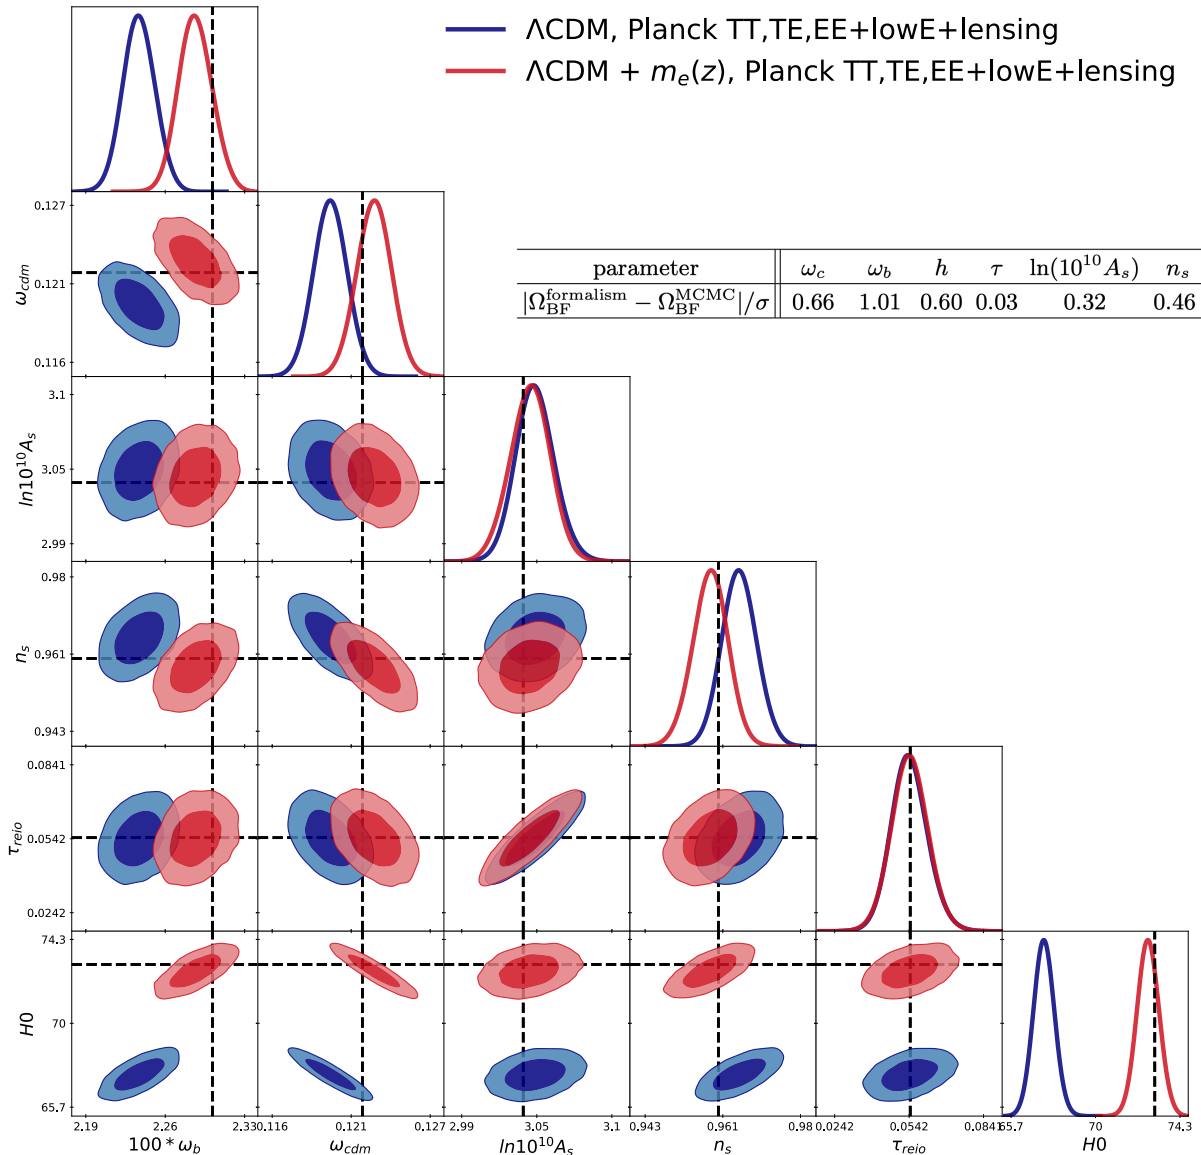 ΛCDM, Planck TT,TE,EE+lowE+lensing
ΛCDM + mₑ(z), Planck TT,TE,EE+lowE+lensing
parameter ω_c ω_b h τ ln(10¹⁰A_s) n_s
|Ω_BF^formalism − Ω_BF^MCMC|/σ 0.66 1.01 0.60 0.03 0.32 0.46
0.127
0.121
0.116
ω_cdm
3.1
3.05
2.99
ln10¹⁰A_s
0.98
0.961
0.943
n_s
0.0841
0.0542
0.0242
τ_reio
74.3
70
65.7
H0
2.19 2.26 2.33 0.116 0.121 0.127 2.99 3.05 3.1 0.943 0.961 0.98 0.0242 0.0542 0.0841 65.7 70 74.3
100 * ω_b ω_cdm ln10¹⁰A_s n_s τ_reio H0